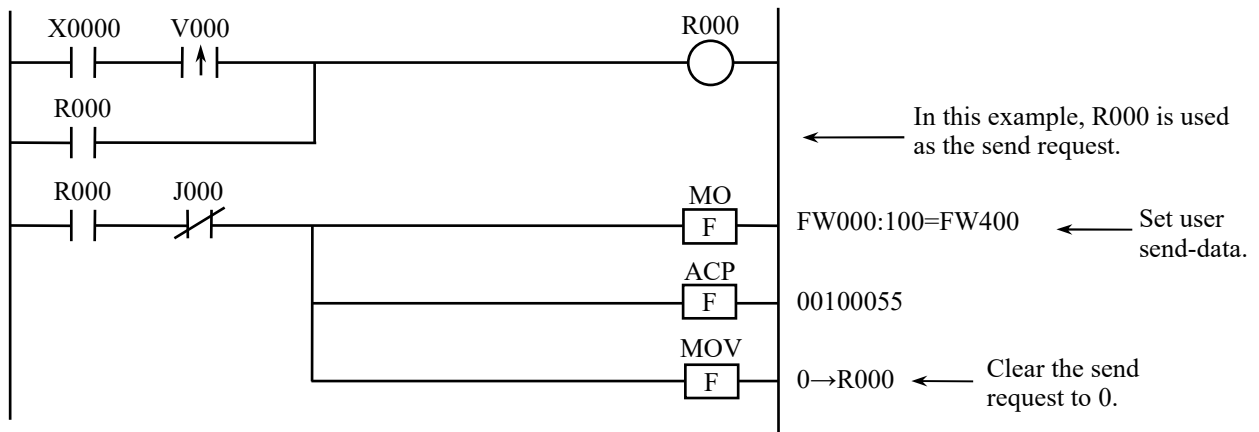 X0000 V000 R000
R000
In this example, R000 is used
as the send request.
R000 J000 MO
F FW000:100=FW400
Set user
send-data.
ACP
F 00100055
MOV
F 0→R000
Clear the send
request to 0.